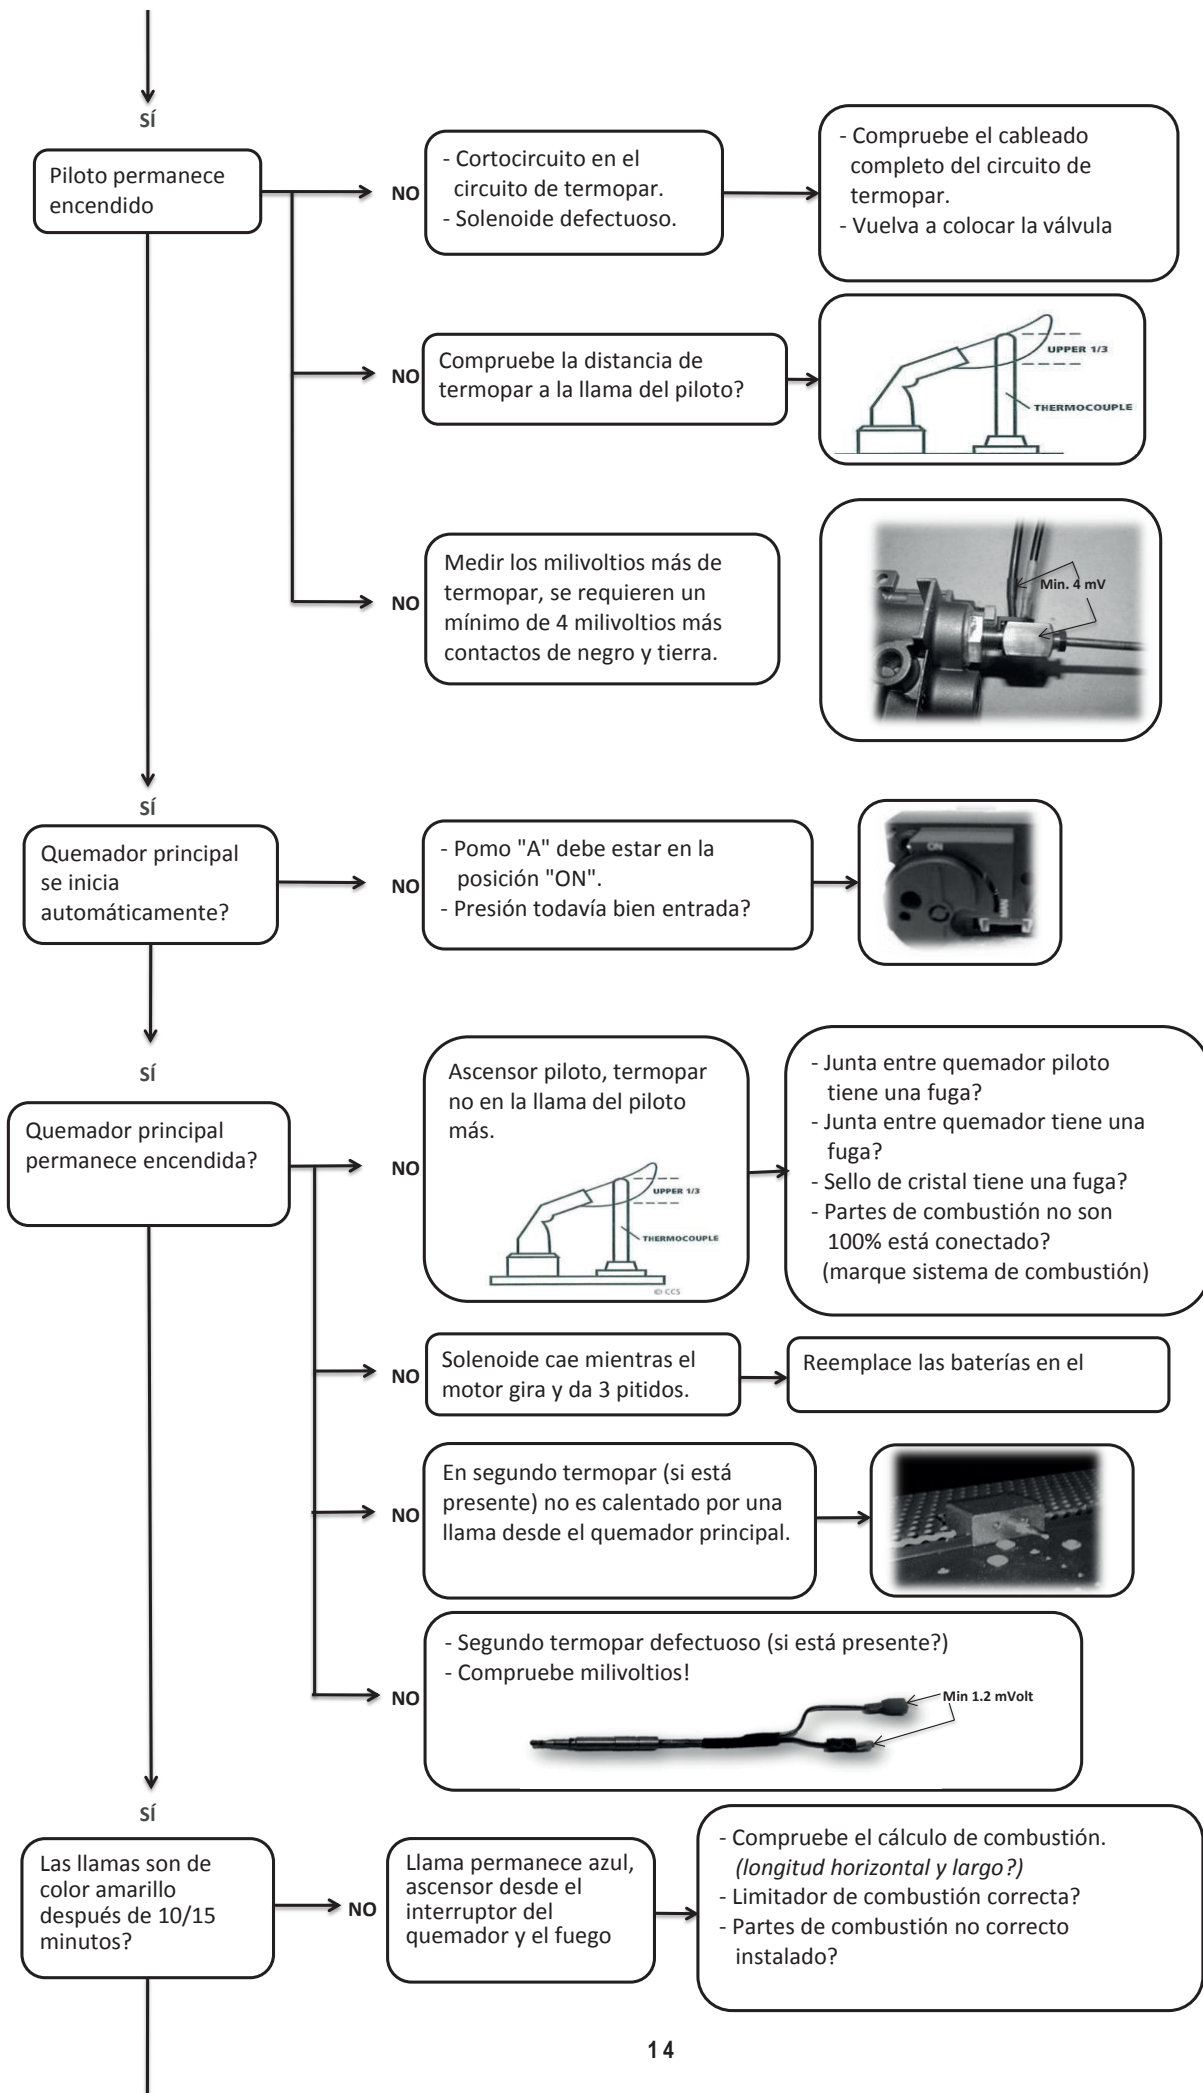 SÍ
Piloto permanece
encendido
NO
- Cortocircuito en el
circuito de termopar.
- Solenoide defectuoso.
- Compruebe el cableado
completo del circuito de
termopar.
- Vuelva a colocar la válvula
NO
Compruebe la distancia de
termopar a la llama del piloto?
UPPER 1/3
THERMOCOUPLE
NO
Medir los milivoltios más de
termopar, se requieren un
mínimo de 4 milivoltios más
contactos de negro y tierra.
Min. 4 mV
SÍ
Quemador principal
se inicia
automáticamente?
NO
- Pomo "A" debe estar en la
posición "ON".
- Presión todavía bien entrada?
ON
MAN
SÍ
Quemador principal
permanece encendida?
NO
Ascensor piloto, termopar
no en la llama del piloto
más.
UPPER 1/3
THERMOCOUPLE
© CCS
- Junta entre quemador piloto
tiene una fuga?
- Junta entre quemador tiene una
fuga?
- Sello de cristal tiene una fuga?
- Partes de combustión no son
100% está conectado?
(marque sistema de combustión)
NO
Solenoide cae mientras el
motor gira y da 3 pitidos.
Reemplace las baterías en el
NO
En segundo termopar (si está
presente) no es calentado por una
llama desde el quemador principal.
NO
- Segundo termopar defectuoso (si está presente?)
- Compruebe milivoltios!
Min 1.2 mVolt
SÍ
Las llamas son de
color amarillo
después de 10/15
minutos?
NO
Llama permanece azul,
ascensor desde el
interruptor del
quemador y el fuego
- Compruebe el cálculo de combustión.
(longitud horizontal y largo?)
- Limitador de combustión correcta?
- Partes de combustión no correcto
instalado?
14